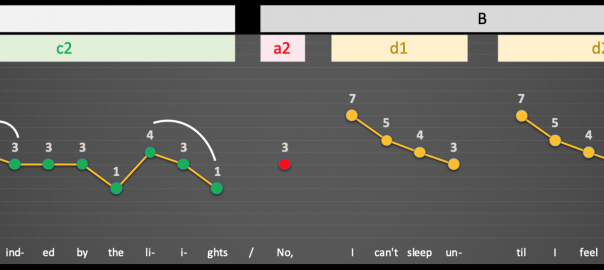 B
c2 a2 d1 d2
7 7
4 5 5
3 3 3 3 3 4 3 4
1 1
ind- ed by the li- i- ghts / No, I can't sleep un- til I feel